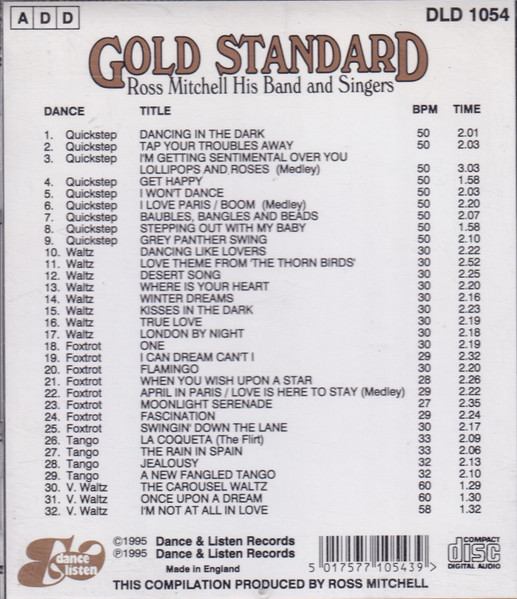 A D D
DLD 1054
GOLD STANDARD
Ross Mitchell His Band and Singers
DANCE TITLE BPM TIME
1. Quickstep DANCING IN THE DARK 50 2.01
2. Quickstep TAP YOUR TROUBLES AWAY 50 2.03
3. Quickstep I'M GETTING SENTIMENTAL OVER YOU
LOLLIPOPS AND ROSES (Medley) 50 3.03
4. Quickstep GET HAPPY 50 1.58
5. Quickstep I WON'T DANCE 50 2.03
6. Quickstep I LOVE PARIS / BOOM (Medley) 50 2.20
7. Quickstep BAUBLES, BANGLES AND BEADS 50 2.07
8. Quickstep STEPPING OUT WITH MY BABY 50 1.58
9. Quickstep GREY PANTHER SWING 50 2.10
10. Waltz DANCING LIKE LOVERS 30 2.22
11. Waltz LOVE THEME FROM 'THE THORN BIRDS' 30 2.52
12. Waltz DESERT SONG 30 2.25
13. Waltz WHERE IS YOUR HEART 30 2.20
14. Waltz WINTER DREAMS 30 2.16
15. Waltz KISSES IN THE DARK 30 2.23
16. Waltz TRUE LOVE 30 2.19
17. Waltz LONDON BY NIGHT 30 2.18
18. Foxtrot ONE 30 2.19
19. Foxtrot I CAN DREAM CAN'T I 29 2.32
20. Foxtrot FLAMINGO 30 2.20
21. Foxtrot WHEN YOU WISH UPON A STAR 28 2.26
22. Foxtrot APRIL IN PARIS / LOVE IS HERE TO STAY (Medley) 29 2.22
23. Foxtrot MOONLIGHT SERENADE 27 2.35
24. Foxtrot FASCINATION 29 2.24
25. Foxtrot SWINGIN' DOWN THE LANE 30 2.17
26. Tango LA COQUETA (The Flirt) 33 2.09
27. Tango THE RAIN IN SPAIN 33 2.06
28. Tango JEALOUSY 32 2.13
29. Tango A NEW FANGLED TANGO 32 2.10
30. V. Waltz THE CAROUSEL WALTZ 60 1.29
31. V. Waltz ONCE UPON A DREAM 60 1.30
32. V. Waltz I'M NOT AT ALL IN LOVE 58 1.32
dance & listen
©1995 Dance & Listen Records
℗1995 Dance & Listen Records
Made in England
5 017577 105439 >
COMPACT disc DIGITAL AUDIO
THIS COMPILATION PRODUCED BY ROSS MITCHELL